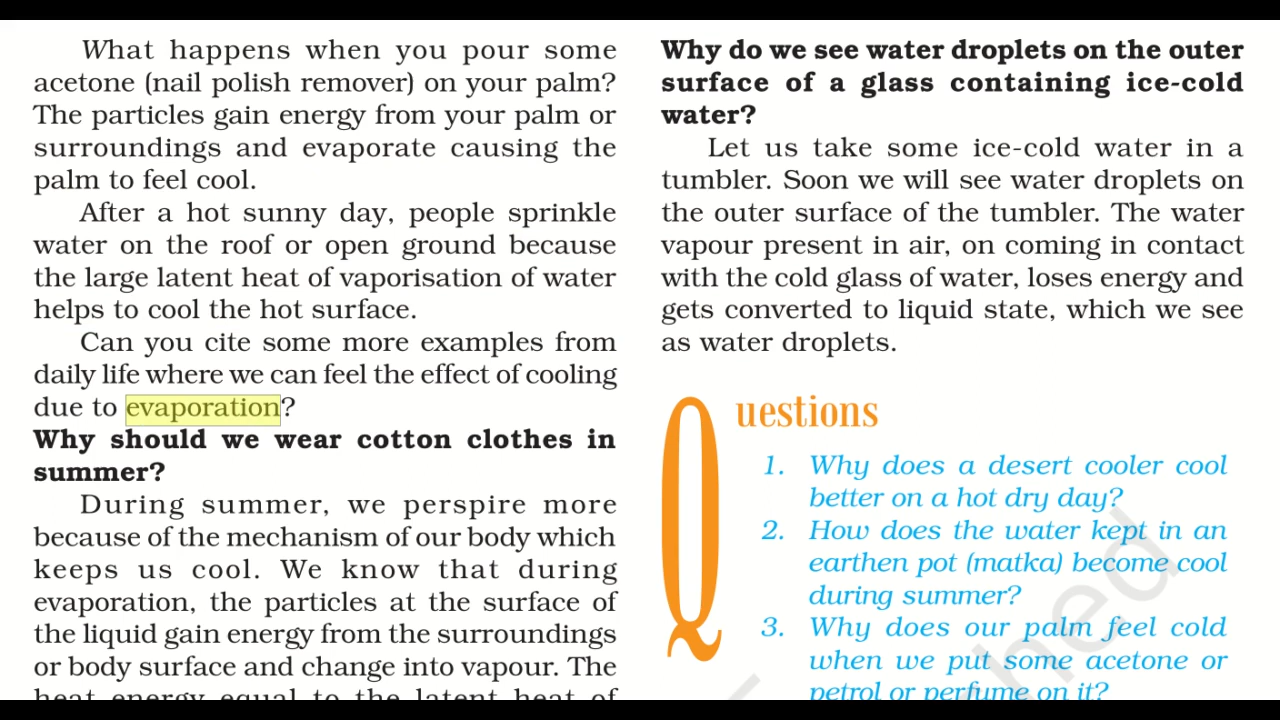 What happens when you pour some
acetone (nail polish remover) on your palm?
The particles gain energy from your palm or
surroundings and evaporate causing the
palm to feel cool.
After a hot sunny day, people sprinkle
water on the roof or open ground because
the large latent heat of vaporisation of water
helps to cool the hot surface.
Can you cite some more examples from
daily life where we can feel the effect of cooling
due to evaporation?
Why should we wear cotton clothes in
summer?
During summer, we perspire more
because of the mechanism of our body which
keeps us cool. We know that during
evaporation, the particles at the surface of
the liquid gain energy from the surroundings
or body surface and change into vapour. The
heat energy equal to the latent heat of
Why do we see water droplets on the outer
surface of a glass containing ice-cold
water?
Let us take some ice-cold water in a
tumbler. Soon we will see water droplets on
the outer surface of the tumbler. The water
vapour present in air, on coming in contact
with the cold glass of water, loses energy and
gets converted to liquid state, which we see
as water droplets.
Questions
1. Why does a desert cooler cool
better on a hot dry day?
2. How does the water kept in an
earthen pot (matka) become cool
during summer?
3. Why does our palm feel cold
when we put some acetone or
petrol or perfume on it?